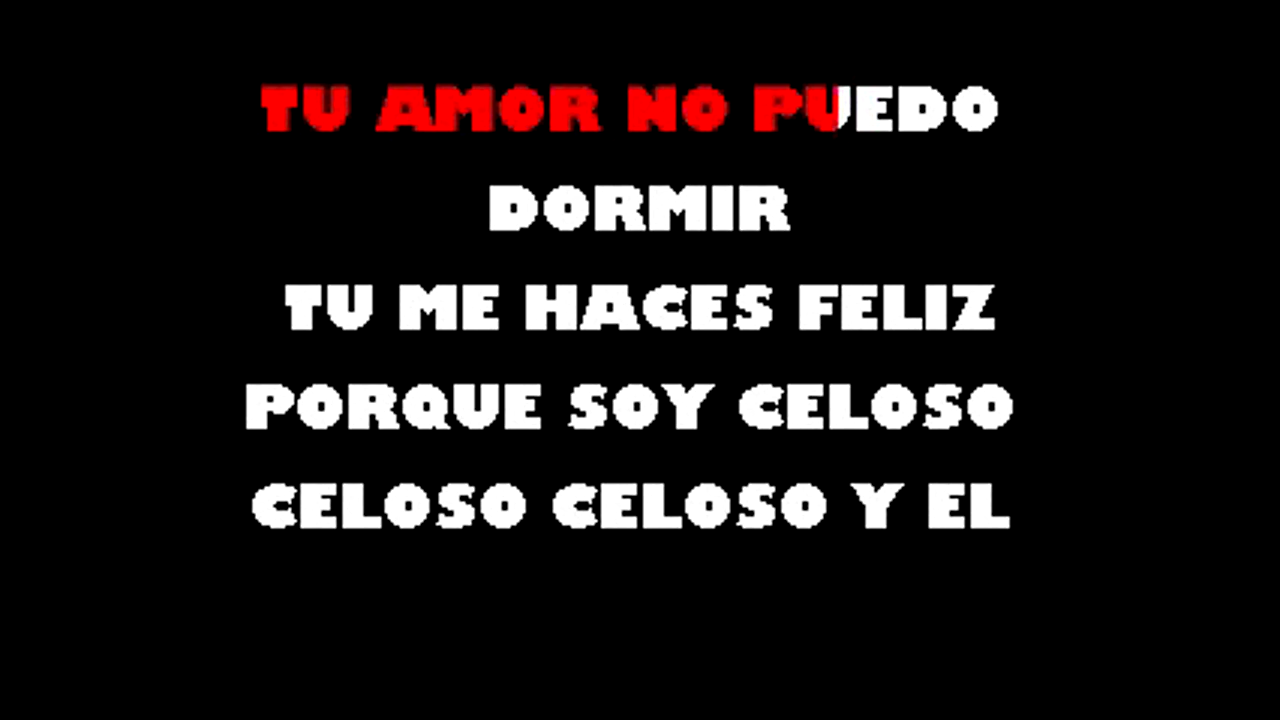 TU AMOR NO PUEDO
DORMIR
TU ME HACES FELIZ
PORQUE SOY CELOSO
CELOSO CELOSO Y EL